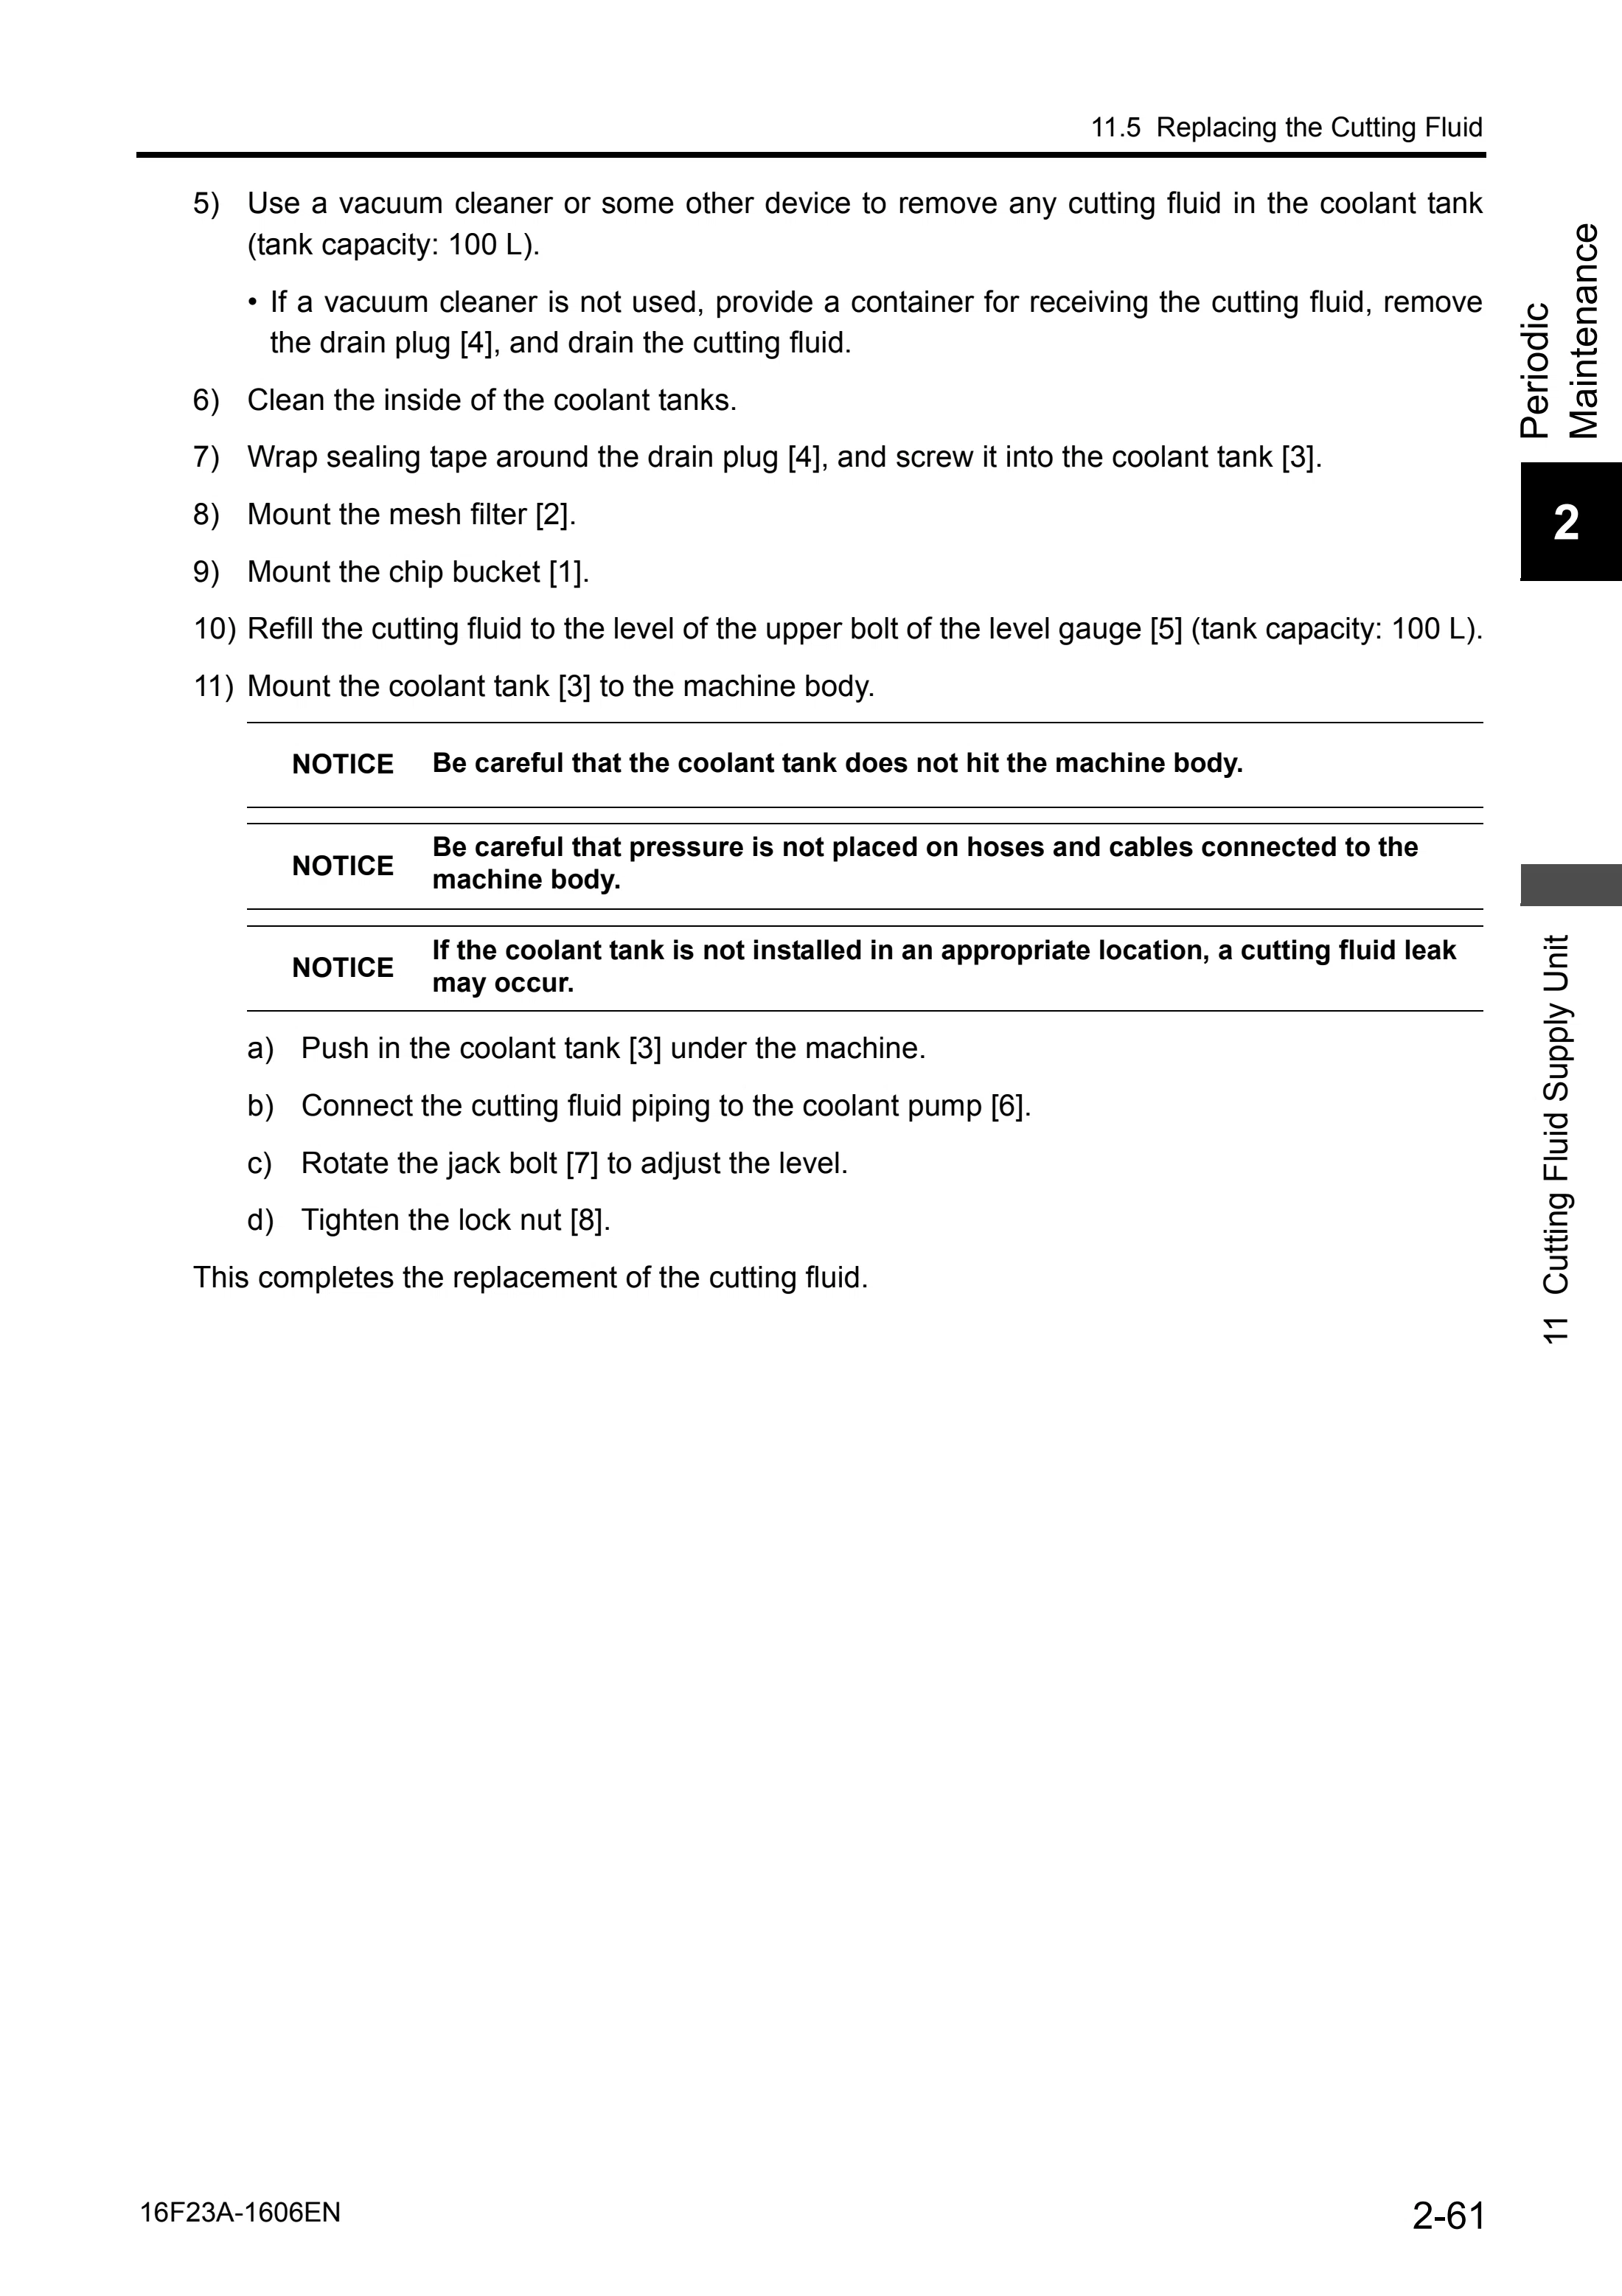 11.5 Replacing the Cutting Fluid
5) Use a vacuum cleaner or some other device to remove any cutting fluid in the coolant tank
(tank capacity: 100 L).
• If a vacuum cleaner is not used, provide a container for receiving the cutting fluid, remove
the drain plug [4], and drain the cutting fluid.
6) Clean the inside of the coolant tanks.
7) Wrap sealing tape around the drain plug [4], and screw it into the coolant tank [3].
8) Mount the mesh filter [2].
9) Mount the chip bucket [1].
10) Refill the cutting fluid to the level of the upper bolt of the level gauge [5] (tank capacity: 100 L).
11) Mount the coolant tank [3] to the machine body.
NOTICE Be careful that the coolant tank does not hit the machine body.
NOTICE Be careful that pressure is not placed on hoses and cables connected to the
machine body.
NOTICE If the coolant tank is not installed in an appropriate location, a cutting fluid leak
may occur.
a) Push in the coolant tank [3] under the machine.
b) Connect the cutting fluid piping to the coolant pump [6].
c) Rotate the jack bolt [7] to adjust the level.
d) Tighten the lock nut [8].
This completes the replacement of the cutting fluid.
Periodic
Maintenance
2
11 Cutting Fluid Supply Unit
16F23A-1606EN
2-61